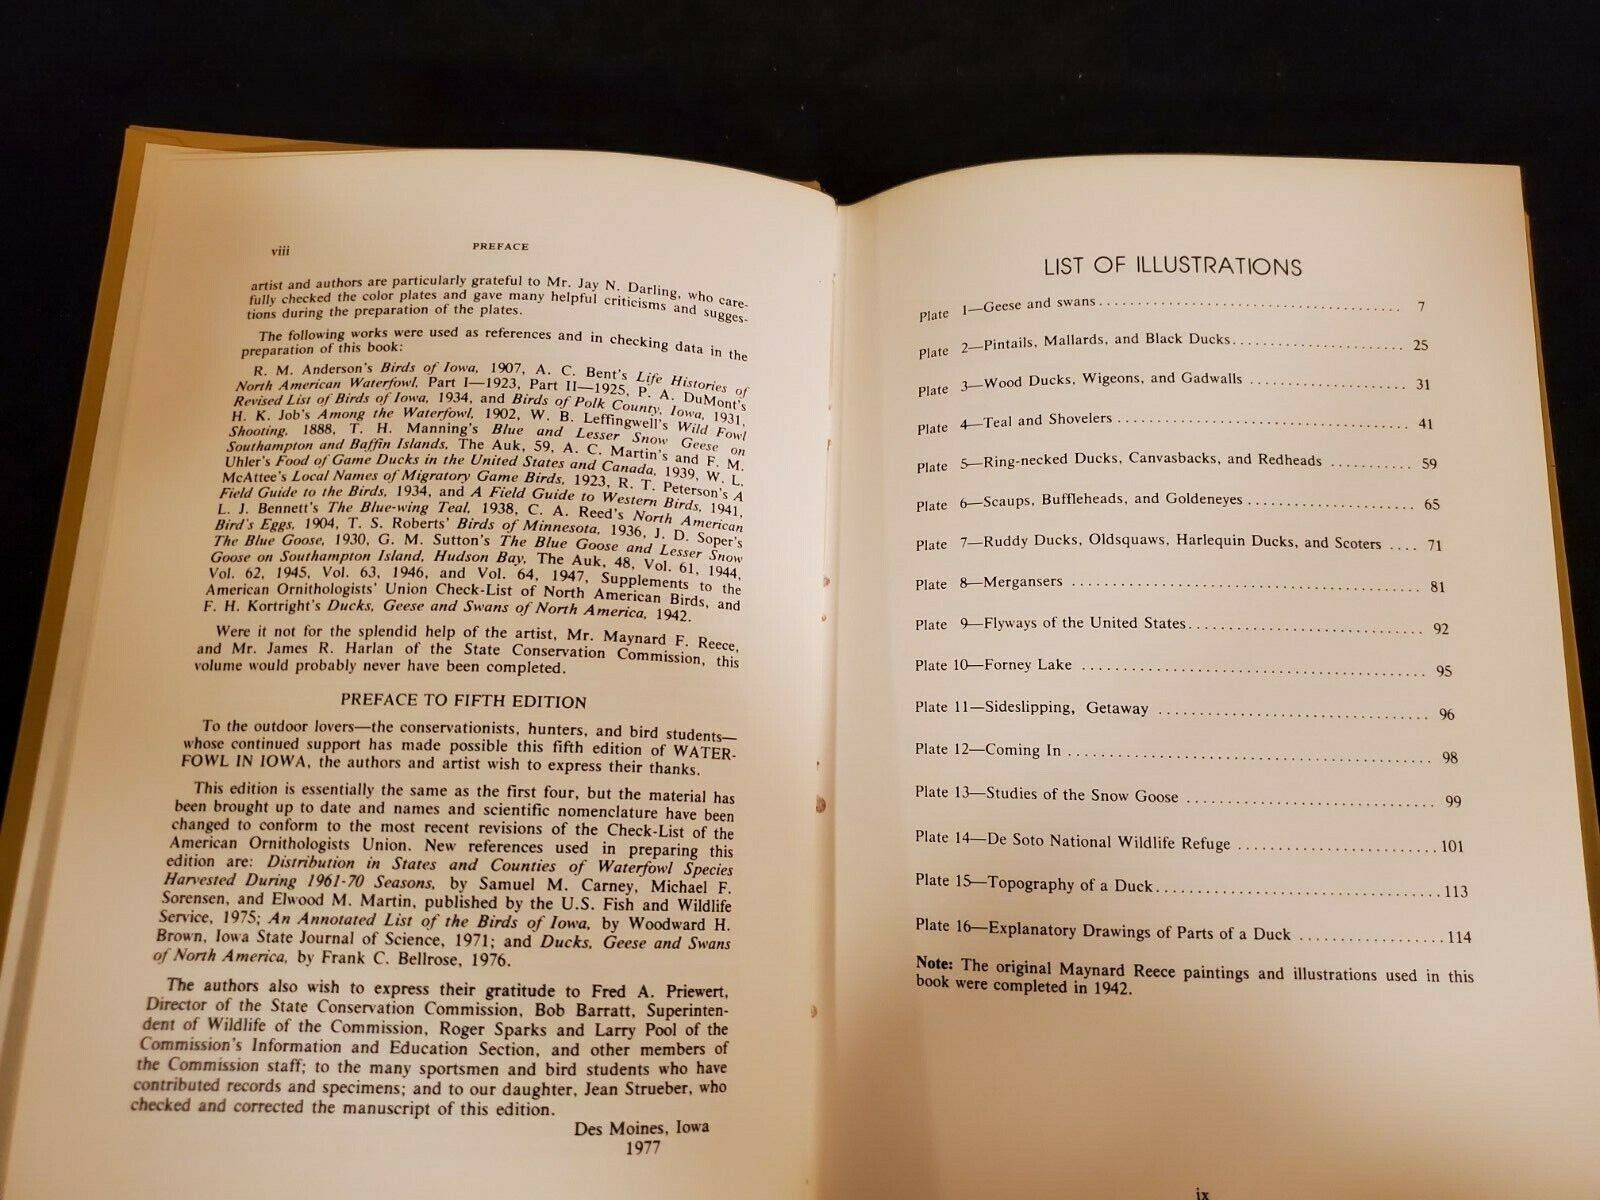 viii
PREFACE
artist and authors are particularly grateful to Mr. Jay N. Darling, who care-
fully checked the color plates and gave many helpful criticisms and sugges-
tions during the preparation of the plates.
The following works were used as references and in checking data in the
preparation of this book:
R. M. Anderson's Birds of Iowa, 1907, A. C. Bent's Life Histories of
North American Waterfowl, Part I—1923, Part II—1925, P. A. DuMont's
Revised List of Birds of Iowa, 1934, and Birds of Polk County, Iowa, 1931,
H. K. Job's Among the Waterfowl, 1902, W. B. Leffingwell's Wild Fowl
Shooting, 1888, T. H. Manning's Blue and Lesser Snow Geese on
Southampton and Baffin Islands, The Auk, 59, A. C. Martin's and F. M.
Uhler's Food of Game Ducks in the United States and Canada, 1939, W. L.
McAttee's Local Names of Migratory Game Birds, 1923, R. T. Peterson's A
Field Guide to the Birds, 1934, and A Field Guide to Western Birds, 1941,
L. J. Bennett's The Blue-wing Teal, 1938, C. A. Reed's North American
Bird's Eggs, 1904, T. S. Roberts' Birds of Minnesota, 1936, J. D. Soper's
The Blue Goose, 1930, G. M. Sutton's The Blue Goose and Lesser Snow
Goose on Southampton Island, Hudson Bay, The Auk, 48, Vol. 61, 1944,
Vol. 62, 1945, Vol. 63, 1946, and Vol. 64, 1947, Supplements to the
American Ornithologists' Union Check-List of North American Birds, and
F. H. Kortright's Ducks, Geese and Swans of North America, 1942.
Were it not for the splendid help of the artist, Mr. Maynard F. Reece,
and Mr. James R. Harlan of the State Conservation Commission, this
volume would probably never have been completed.
PREFACE TO FIFTH EDITION
To the outdoor lovers—the conservationists, hunters, and bird students—
whose continued support has made possible this fifth edition of WATER-
FOWL IN IOWA, the authors and artist wish to express their thanks.
This edition is essentially the same as the first four, but the material has
been brought up to date and names and scientific nomenclature have been
changed to conform to the most recent revisions of the Check-List of the
American Ornithologists Union. New references used in preparing this
edition are: Distribution in States and Counties of Waterfowl Species
Harvested During 1961-70 Seasons, by Samuel M. Carney, Michael F.
Sorensen, and Elwood M. Martin, published by the U.S. Fish and Wildlife
Service, 1975; An Annotated List of the Birds of Iowa, by Woodward H.
Brown, Iowa State Journal of Science, 1971; and Ducks, Geese and Swans
of North America, by Frank C. Bellrose, 1976.
The authors also wish to express their gratitude to Fred A. Priewert,
Director of the State Conservation Commission, Bob Barratt, Superinten-
dent of Wildlife of the Commission, Roger Sparks and Larry Pool of the
Commission's Information and Education Section, and other members of
the Commission staff; to the many sportsmen and bird students who have
contributed records and specimens; and to our daughter, Jean Strueber, who
checked and corrected the manuscript of this edition.
Des Moines, Iowa
1977
LIST OF ILLUSTRATIONS
Plate 1—Geese and swans 7
Plate 2—Pintails, Mallards, and Black Ducks 25
Plate 3—Wood Ducks, Wigeons, and Gadwalls 31
Plate 4—Teal and Shovelers 41
Plate 5—Ring-necked Ducks, Canvasbacks, and Redheads 59
Plate 6—Scaups, Buffleheads, and Goldeneyes 65
Plate 7—Ruddy Ducks, Oldsquaws, Harlequin Ducks, and Scoters 71
Plate 8—Mergansers 81
Plate 9—Flyways of the United States 92
Plate 10—Forney Lake 95
Plate 11—Sideslipping, Getaway 96
Plate 12—Coming In 98
Plate 13—Studies of the Snow Goose 99
Plate 14—De Soto National Wildlife Refuge 101
Plate 15—Topography of a Duck 113
Plate 16—Explanatory Drawings of Parts of a Duck 114
Note: The original Maynard Reece paintings and illustrations used in this
book were completed in 1942.
ix